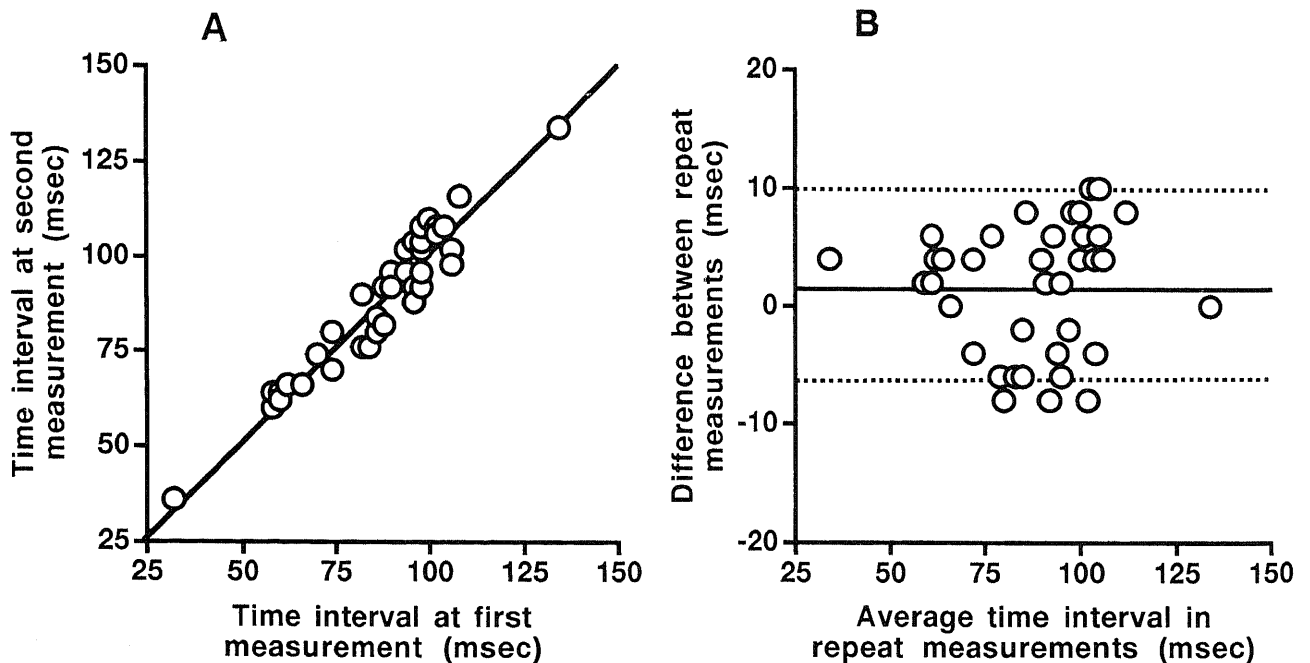 A
B
Time interval at second
measurement (msec)
150
125
100
75
50
25
25 50 75 100 125 150
Time interval at first
measurement (msec)
Difference between repeat
measurements (msec)
20
10
0
-10
-20
25 50 75 100 125 150
Average time interval in
repeat measurements (msec)